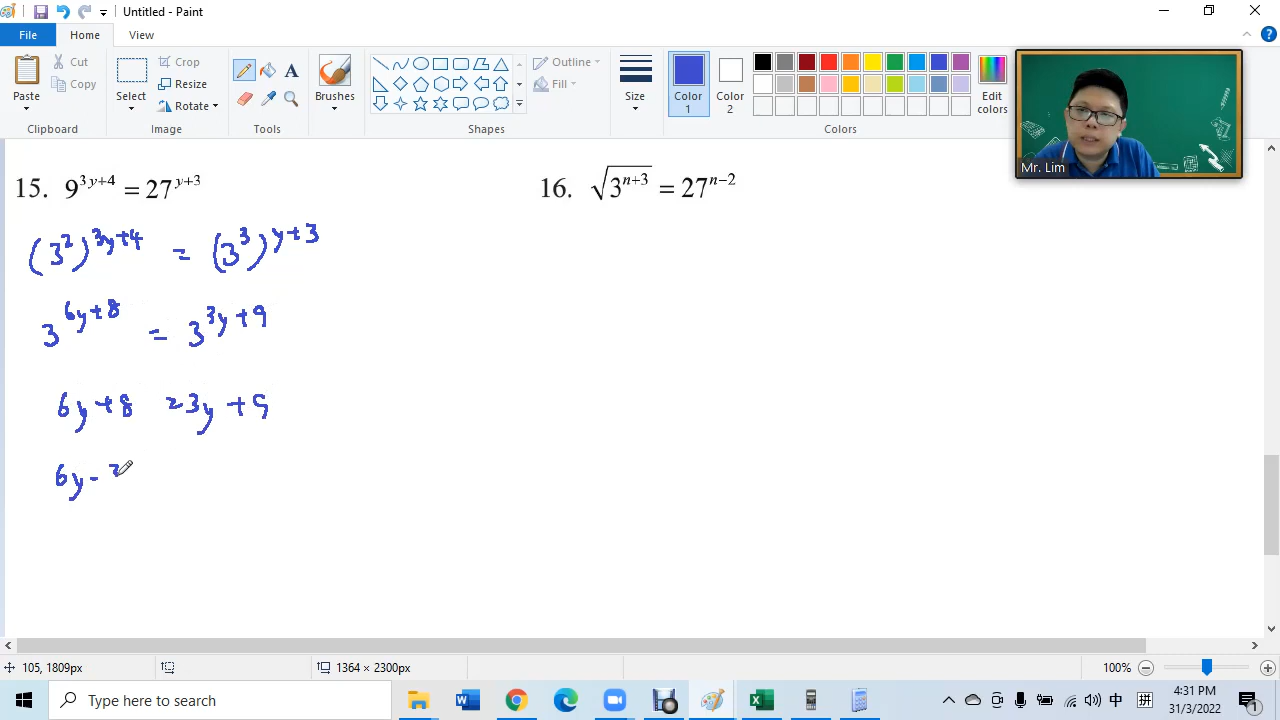 Untitled - Paint
File Home View
Paste Cut Copy
Clipboard
Select Crop Resize Rotate
Image
Tools
Brushes
Outline Fill
Shapes
Size
Color 1
Color 2
Edit colors
Colors
Mr. Lim
15. 9^{3y+4} = 27^{y+3}
16. √(3^{n+3}) = 27^{n−2}
(3^2)^{3y+4} = (3^3)^{y+3}
3^{6y+8} = 3^{3y+9}
6y+8 = 3y+9
6y-
105, 1809px
1364 × 2300px
100%
Type here to search
中 拼
4:31 PM
31/3/2022
1